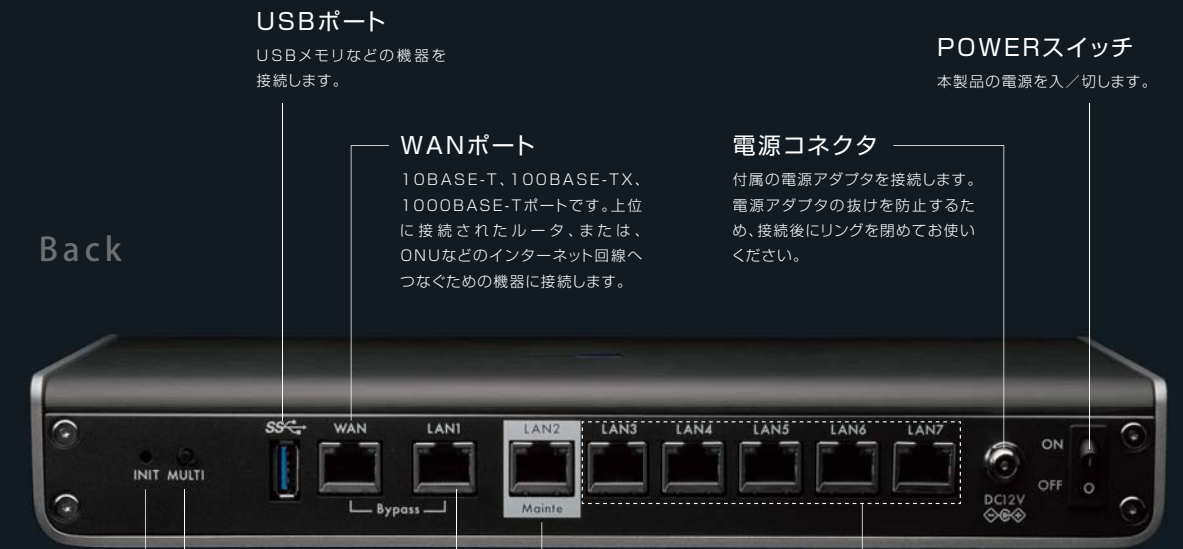 USBポート
USBメモリなどの機器を
接続します。
POWERスイッチ
本製品の電源を入／切します。
WANポート
10BASE-T、100BASE-TX、
1000BASE-Tポートです。上位
に接続されたルータ、または、
ONUなどのインターネット回線へ
つなぐための機器に接続します。
電源コネクタ
付属の電源アダプタを接続します。
電源アダプタの抜けを防止するた
め、接続後にリングを閉めてお使い
ください。
Back
INIT MULTI
SS
WAN
LAN1
Bypass
LAN2
Mainte
LAN3
LAN4
LAN5
LAN6
LAN7
DC12V
ON
OFF